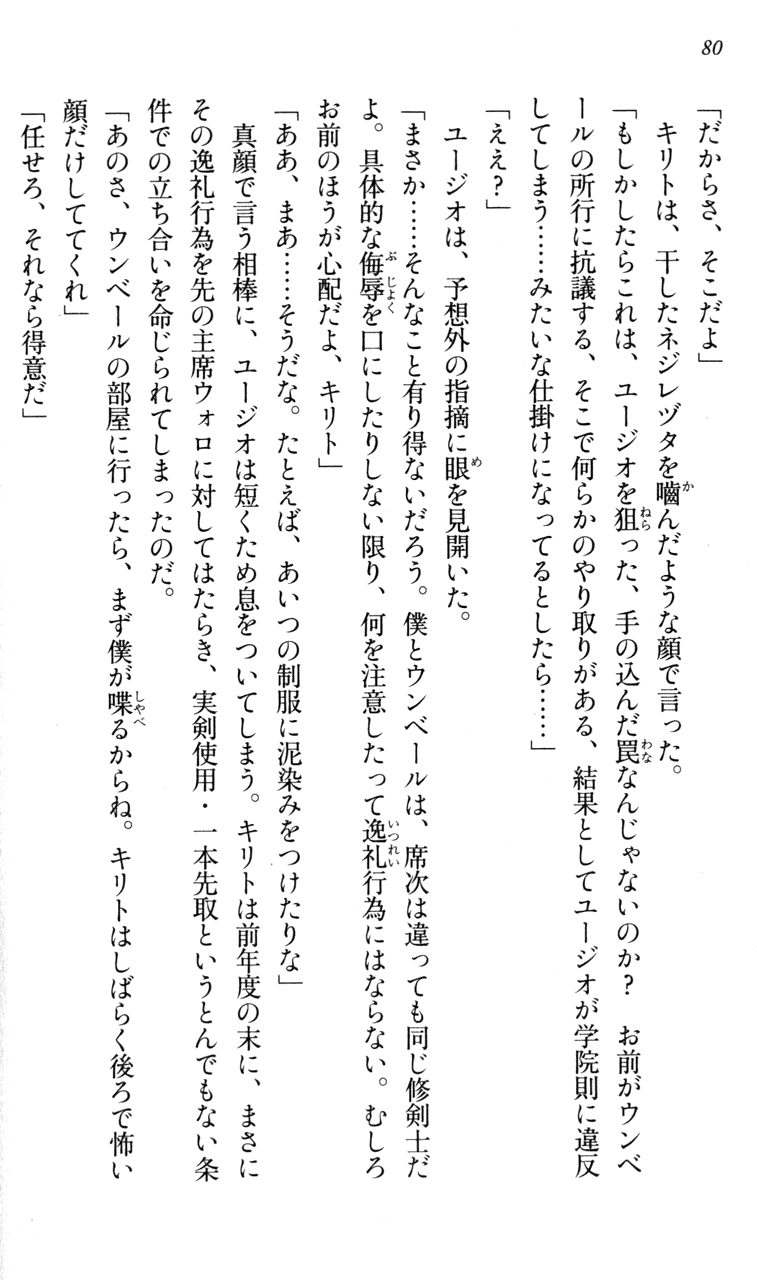 80
「だからさ、そこだよ」
　キリトは、干したネジレヅタを嚙んだような顔で言った。
「もしかしたらこれは、ユージオを狙った、手の込んだ罠なんじゃないのか？　お前がウンベ
ールの所行に抗議する、そこで何らかのやり取りがある、結果としてユージオが学院則に違反
してしまう……みたいな仕掛けになってるとしたら……」
「ええ？」
　ユージオは、予想外の指摘に眼を見開いた。
「まさか……そんなこと有り得ないだろう。僕とウンベールは、席次は違っても同じ修剣士だ
よ。具体的な侮辱を口にしたりしない限り、何を注意したって逸礼行為にはならない。むしろ
お前のほうが心配だよ、キリト」
「ああ、まあ……そうだな。たとえば、あいつの制服に泥染みをつけたりな」
　真顔で言う相棒に、ユージオは短くため息をついてしまう。キリトは前年度の末に、まさに
その逸礼行為を先の主席ウォロに対してはたらき、実剣使用・一本先取というとんでもない条
件での立ち合いを命じられてしまったのだ。
「あのさ、ウンベールの部屋に行ったら、まず僕が喋るからね。キリトはしばらく後ろで怖い
顔だけしててくれ」
「任せろ、それなら得意だ」